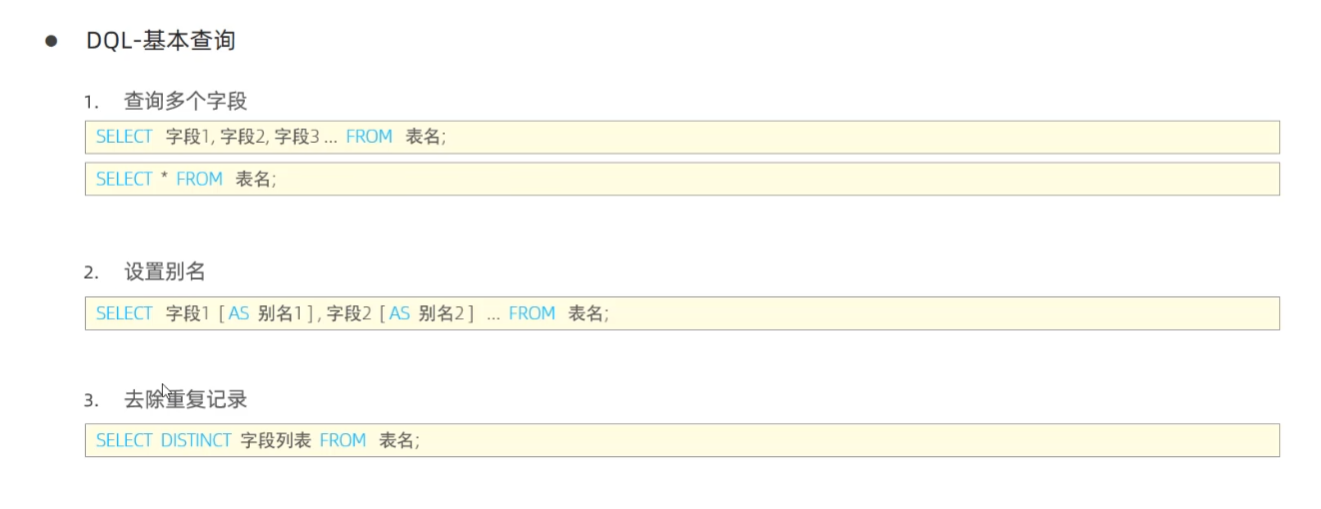 ● DQL-基本查询
1. 查询多个字段
SELECT 字段1, 字段2, 字段3 ... FROM 表名;
SELECT * FROM 表名;
2. 设置别名
SELECT 字段1 [ AS 别名1 ] , 字段2 [ AS 别名2 ] ... FROM 表名;
3. 去除重复记录
SELECT DISTINCT 字段列表 FROM 表名;